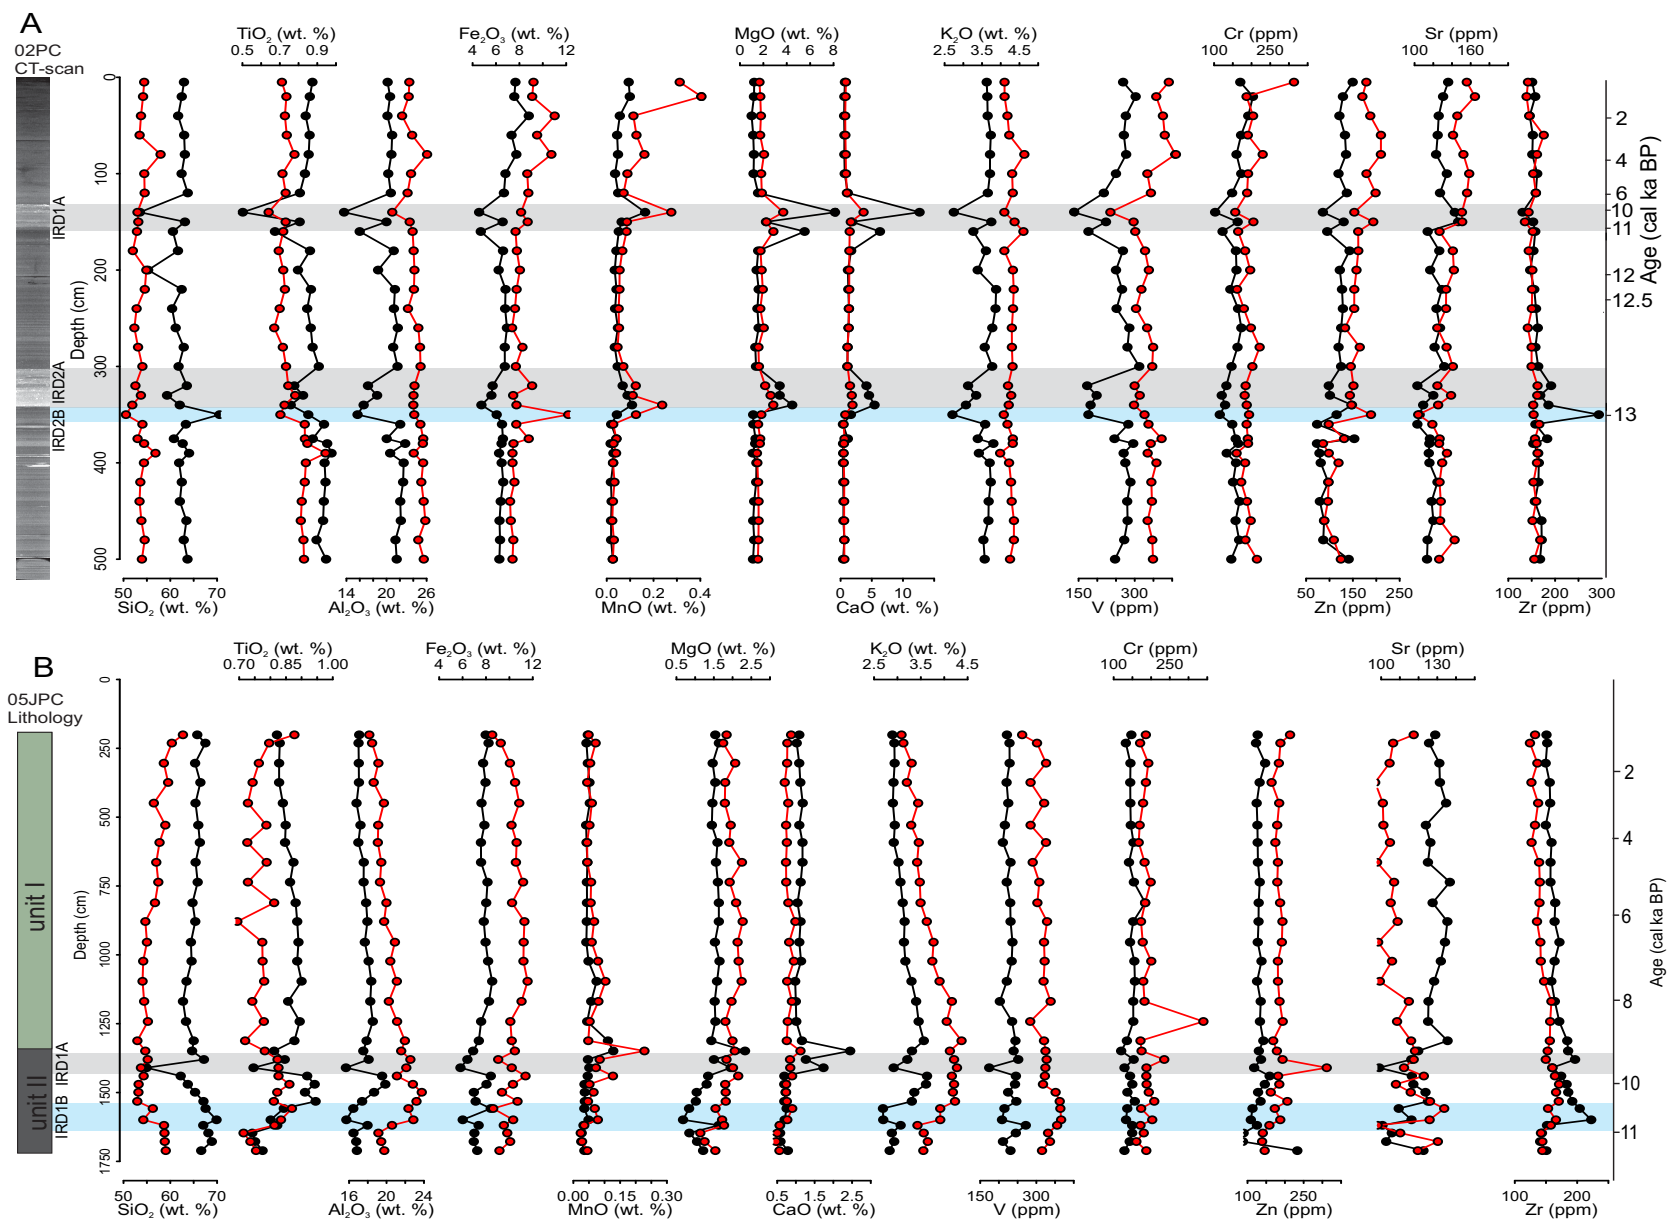 A
02PC
CT-scan
TiO₂ (wt. %)
0.5 0.7 0.9
Fe₂O₃ (wt. %)
4 6 8 12
MgO (wt. %)
0 2 4 6 8
K₂O (wt. %)
2.5 3.5 4.5
Cr (ppm)
100 250
Sr (ppm)
100 160
Depth (cm)
0
100
200
300
400
500
IRD1A
IRD2A
IRD2B
Age (cal ka BP)
2
4
6
10
11
12
12.5
13
50 60 70
SiO₂ (wt. %)
14 20 26
Al₂O₃ (wt. %)
0.0 0.2 0.4
MnO (wt. %)
0 5 10
CaO (wt. %)
150 300
V (ppm)
50 150 250
Zn (ppm)
100 200 300
Zr (ppm)
B
05JPC
Lithology
TiO₂ (wt. %)
0.70 0.85 1.00
Fe₂O₃ (wt. %)
4 6 8 12
MgO (wt. %)
0.5 1.5 2.5
K₂O (wt. %)
2.5 3.5 4.5
Cr (ppm)
100 250
Sr (ppm)
100 130
unit I
unit II
IRD1A
IRD1B
Depth (cm)
0
250
500
750
1000
1250
1500
1750
Age (cal ka BP)
2
4
6
8
10
11
50 60 70
SiO₂ (wt. %)
16 20 24
Al₂O₃ (wt. %)
0.00 0.15 0.30
MnO (wt. %)
0.5 1.5 2.5
CaO (wt. %)
150 300
V (ppm)
100 250
Zn (ppm)
100 200
Zr (ppm)